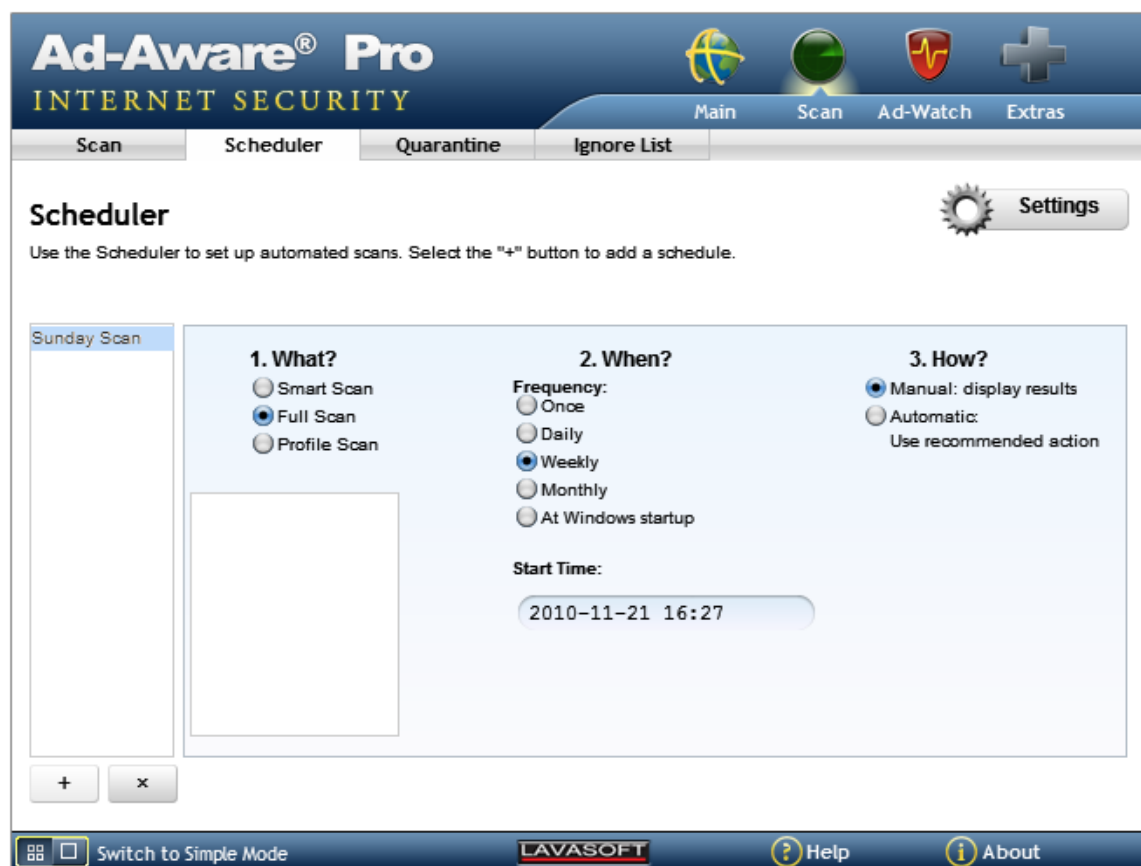 Ad-Aware® Pro
INTERNET SECURITY
Main Scan Ad-Watch Extras
Scan Scheduler Quarantine Ignore List
Scheduler
Settings
Use the Scheduler to set up automated scans. Select the "+" button to add a schedule.
Sunday Scan
1. What?
Smart Scan
Full Scan
Profile Scan
2. When?
Frequency:
Once
Daily
Weekly
Monthly
At Windows startup
Start Time:
2010-11-21 16:27
3. How?
Manual: display results
Automatic:
Use recommended action
+ ×
Switch to Simple Mode LAVASOFT ? Help i About